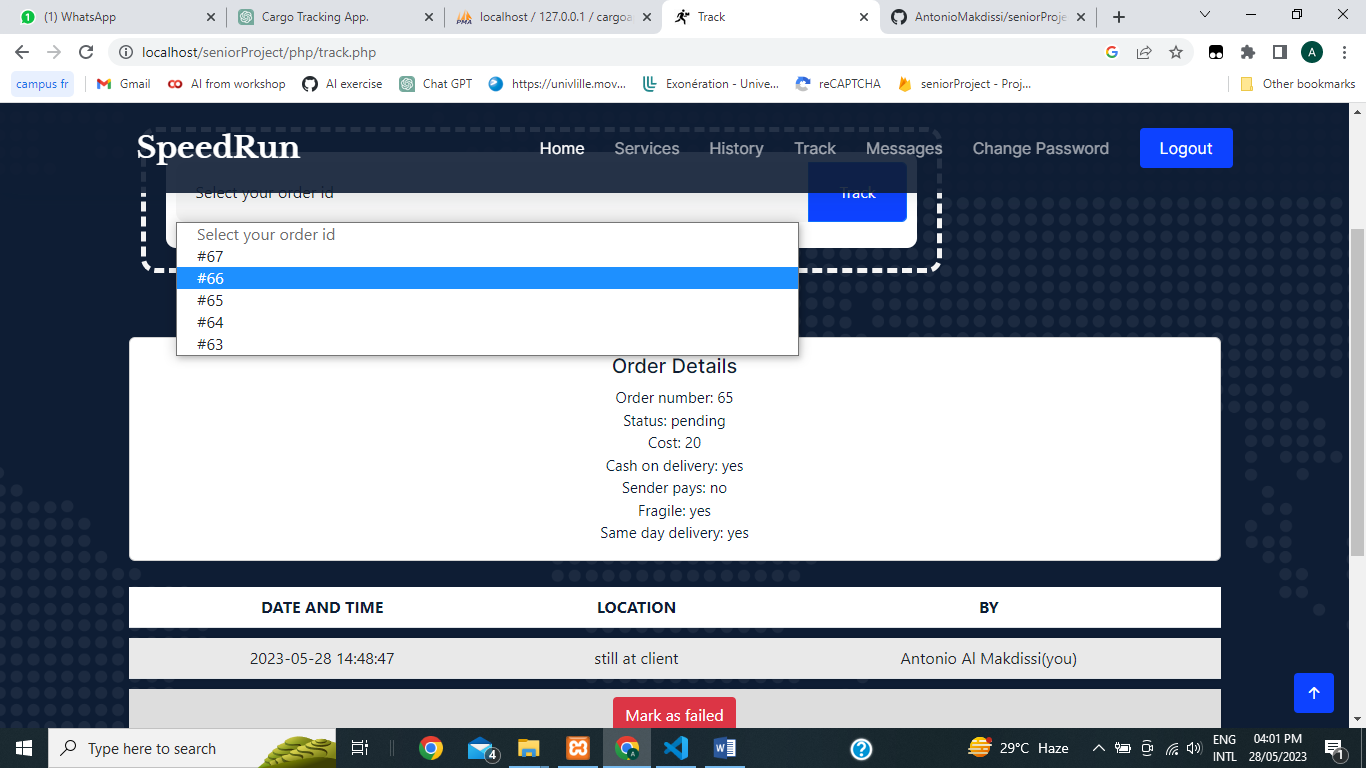 (1) WhatsApp
Cargo Tracking App.
localhost / 127.0.0.1 / cargoa
Track
AntonioMakdissi/seniorProje
localhost/seniorProject/php/track.php
A
campus fr
Gmail
AI from workshop
AI exercise
Chat GPT
https://univlille.mov...
Exonération - Unive...
reCAPTCHA
seniorProject - Proj...
Other bookmarks
SpeedRun
Home
Services
History
Track
Messages
Change Password
Logout
Select your order id
Track
Select your order id
#67
#66
#65
#64
#63
Order Details
Order number: 65
Status: pending
Cost: 20
Cash on delivery: yes
Sender pays: no
Fragile: yes
Same day delivery: yes
DATE AND TIME LOCATION BY
2023-05-28 14:48:47 still at client Antonio Al Makdissi(you)
Mark as failed
Type here to search
4
29°C Haze
ENG
INTL
04:01 PM
28/05/2023
1